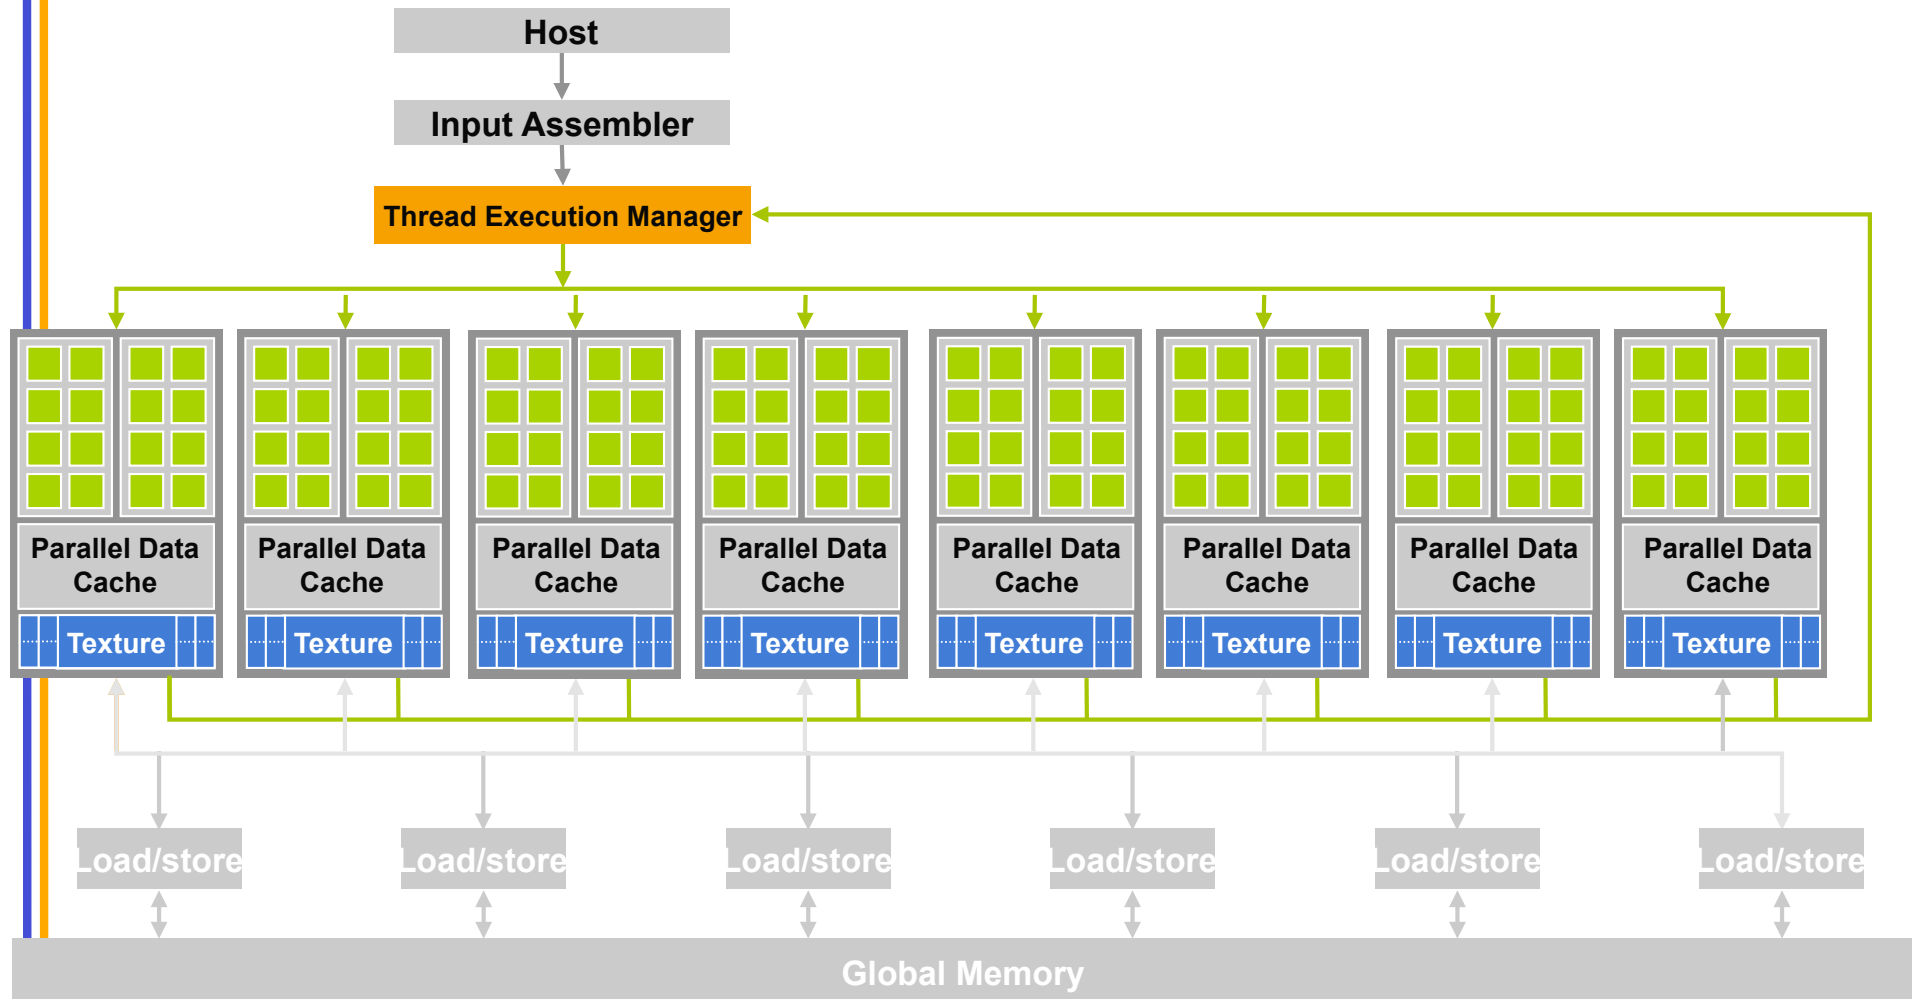 Host
Input Assembler
Thread Execution Manager
Parallel Data
Cache
Parallel Data
Cache
Parallel Data
Cache
Parallel Data
Cache
Parallel Data
Cache
Parallel Data
Cache
Parallel Data
Cache
Parallel Data
Cache
Texture
Texture
Texture
Texture
Texture
Texture
Texture
Texture
Load/store
Load/store
Load/store
Load/store
Load/store
Load/store
Global Memory